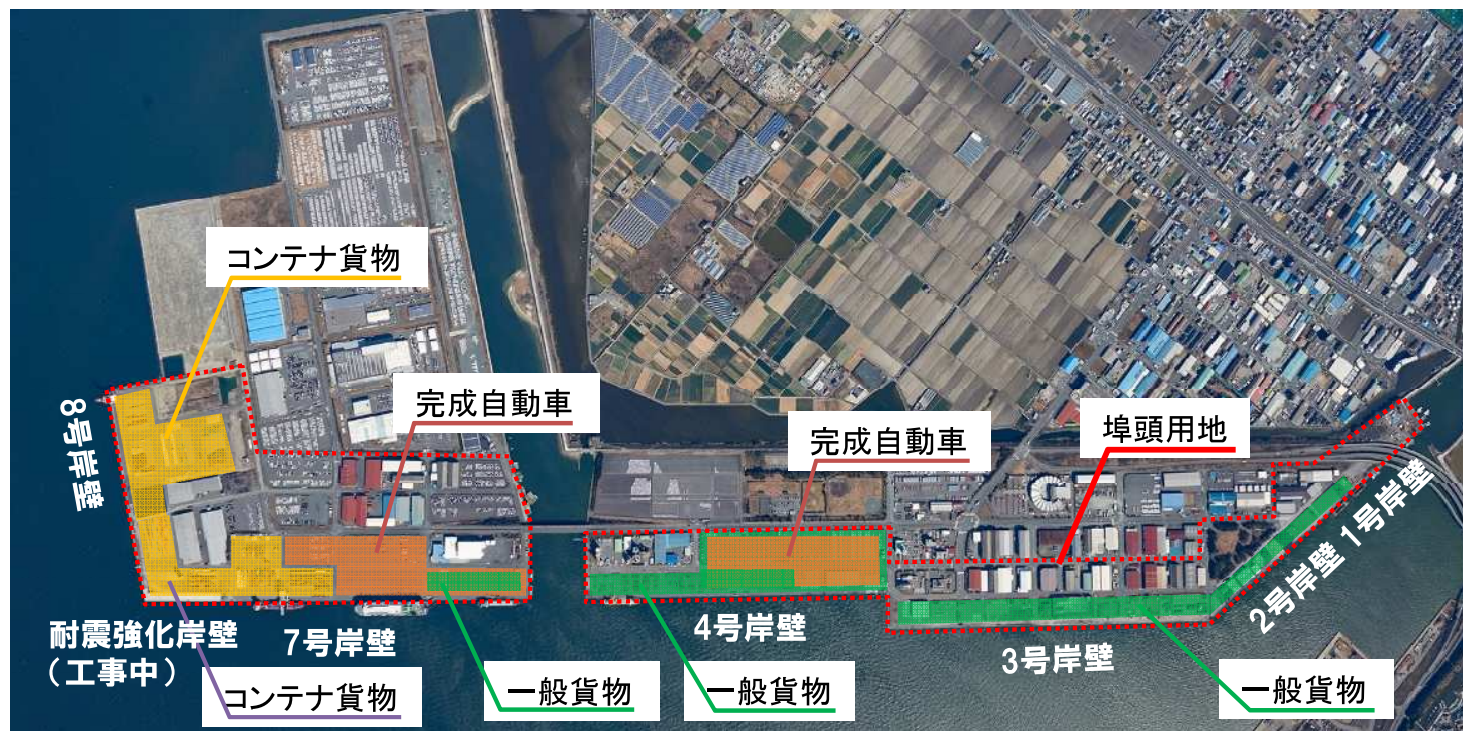 コンテナ貨物
完成自動車
完成自動車
埠頭用地
8号岸壁
耐震強化岸壁
(工事中)
7号岸壁
4号岸壁
3号岸壁
2号岸壁
1号岸壁
コンテナ貨物
一般貨物
一般貨物
一般貨物